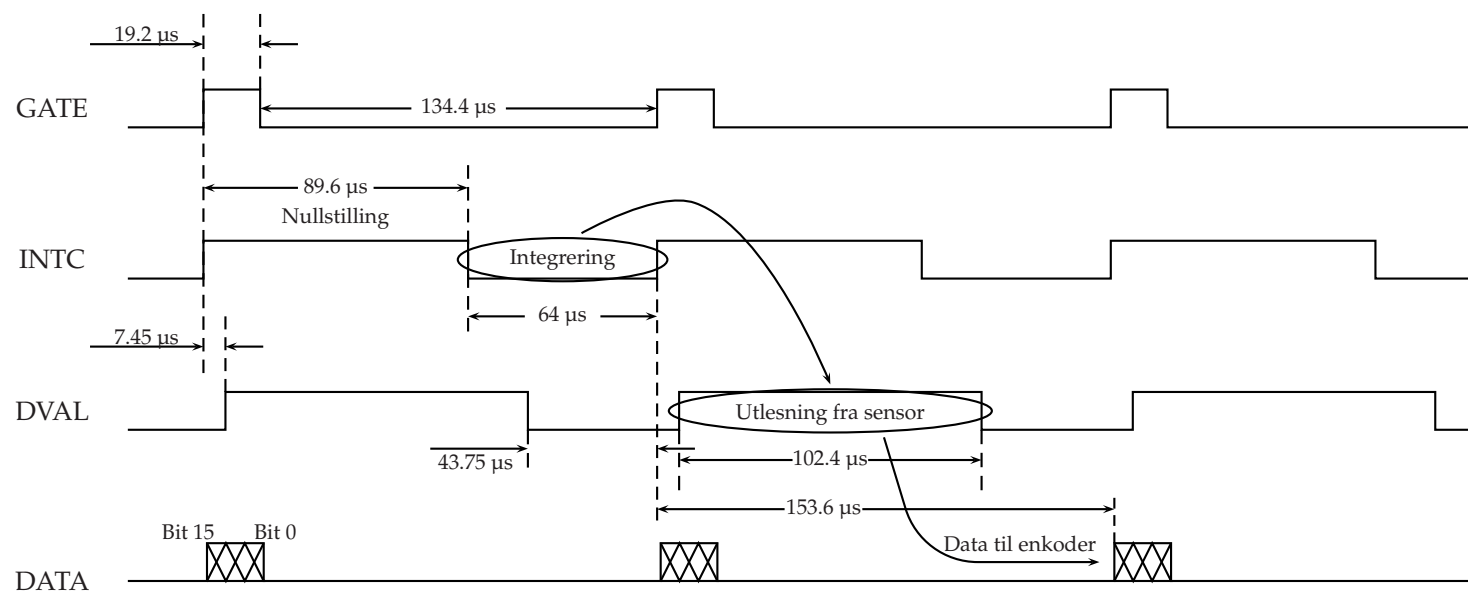 19.2 µs
GATE
134.4 µs
89.6 µs
Nullstilling
INTC
Integrering
64 µs
7.45 µs
DVAL
Utlesning fra sensor
43.75 µs
102.4 µs
153.6 µs
Bit 15
Bit 0
Data til enkoder
DATA